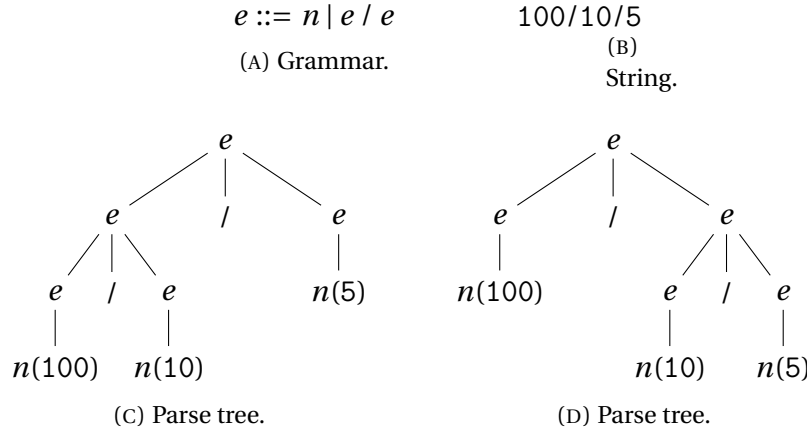 e ::= n | e / e
100/10/5
(A) Grammar.
(B)
String.
e
e / e
e / e n(5)
n(100) n(10)
(C) Parse tree.
e
e / e
n(100) e / e
n(10) n(5)
(D) Parse tree.